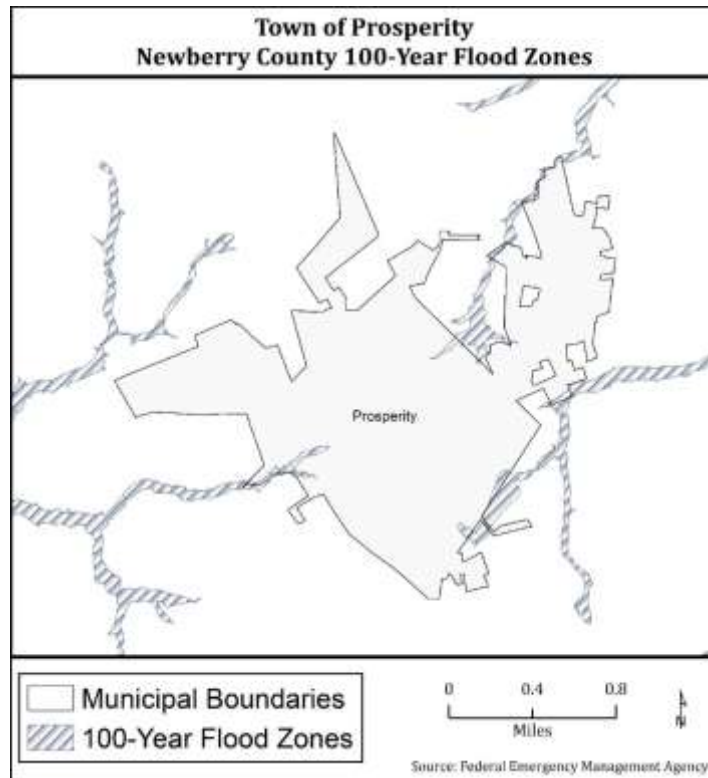 Town of Prosperity
Newberry County 100-Year Flood Zones
Prosperity
Municipal Boundaries
100-Year Flood Zones
0 0.4 0.8
Miles
N
Source: Federal Emergency Management Agency